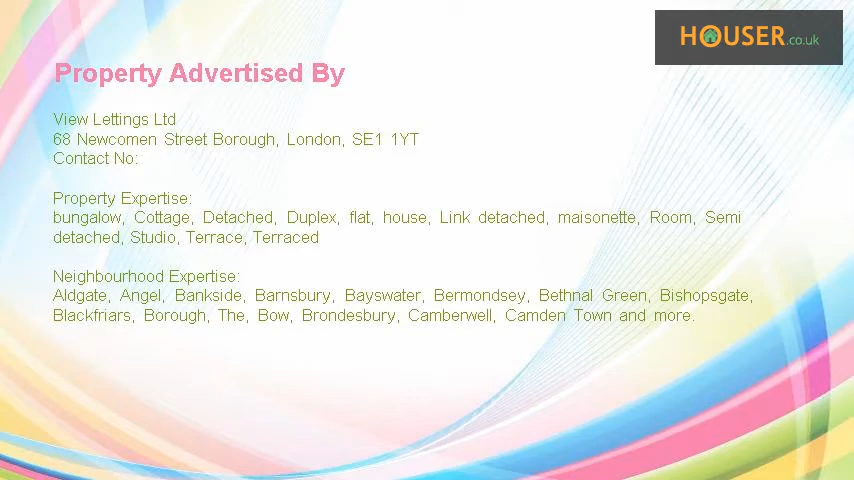 HOUSER.co.uk
Property Advertised By
View Lettings Ltd
68 Newcomen Street Borough, London, SE1 1YT
Contact No:
Property Expertise:
bungalow, Cottage, Detached, Duplex, flat, house, Link detached, maisonette, Room, Semi
detached, Studio, Terrace, Terraced
Neighbourhood Expertise:
Aldgate, Angel, Bankside, Barnsbury, Bayswater, Bermondsey, Bethnal Green, Bishopsgate,
Blackfriars, Borough, The, Bow, Brondesbury, Camberwell, Camden Town and more.